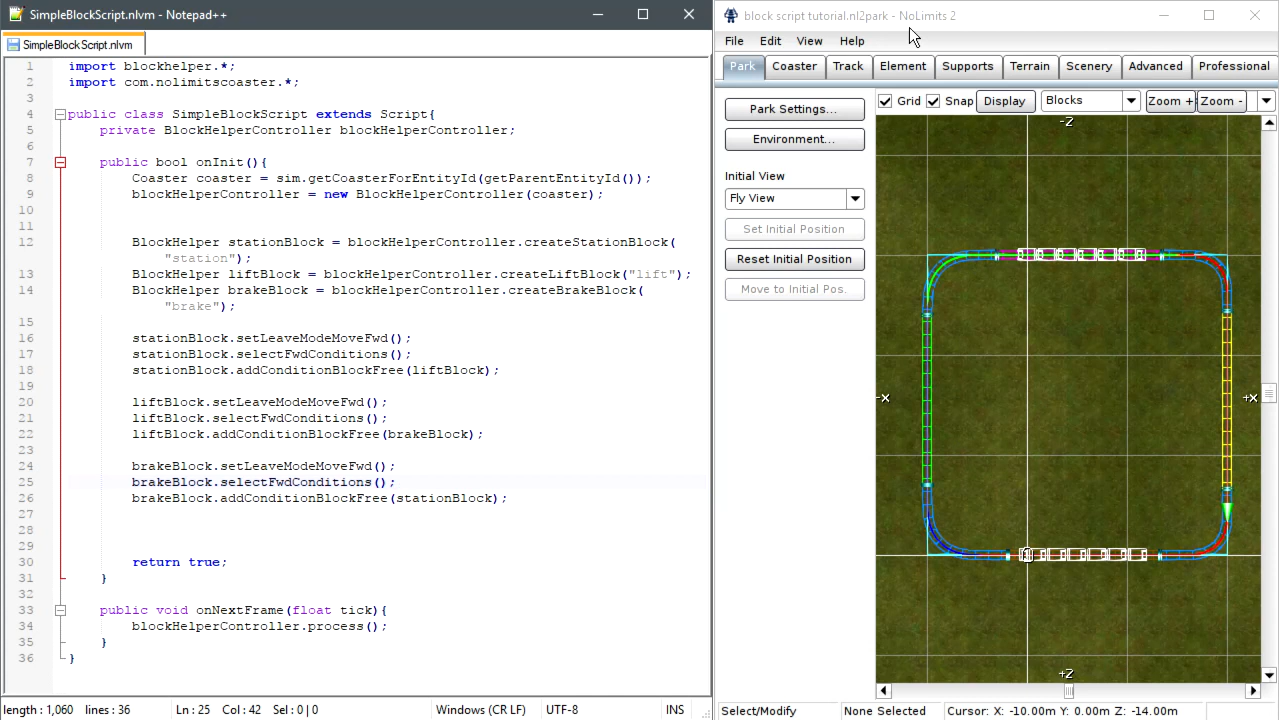 SimpleBlockScript.nlvm - Notepad++
SimpleBlockScript.nlvm
1 import blockhelper.*;
2 import com.nolimitscoaster.*;
3
4 public class SimpleBlockScript extends Script{
5 private BlockHelperController blockHelperController;
6
7 public bool onInit(){
8 Coaster coaster = sim.getCoasterForEntityId(getParentEntityId());
9 blockHelperController = new BlockHelperController(coaster);
10
11
12 BlockHelper stationBlock = blockHelperController.createStationBlock(
"station");
13 BlockHelper liftBlock = blockHelperController.createLiftBlock("lift");
14 BlockHelper brakeBlock = blockHelperController.createBrakeBlock(
"brake");
15
16 stationBlock.setLeaveModeMoveFwd();
17 stationBlock.selectFwdConditions();
18 stationBlock.addConditionBlockFree(liftBlock);
19
20 liftBlock.setLeaveModeMoveFwd();
21 liftBlock.selectFwdConditions();
22 liftBlock.addConditionBlockFree(brakeBlock);
23
24 brakeBlock.setLeaveModeMoveFwd();
25 brakeBlock.selectFwdConditions();
26 brakeBlock.addConditionBlockFree(stationBlock);
27
28
29
30 return true;
31 }
32
33 public void onNextFrame(float tick){
34 blockHelperController.process();
35 }
36 }
length : 1,060 lines : 36 Ln : 25 Col : 42 Sel : 0 | 0 Windows (CR LF) UTF-8 INS
block script tutorial.nl2park - NoLimits 2
File Edit View Help
Park Coaster Track Element Supports Terrain Scenery Advanced Professional
Park Settings...
Environment...
Initial View
Fly View
Set Initial Position
Reset Initial Position
Move to Initial Pos.
Grid Snap Display Blocks Zoom + Zoom -
-Z
-X
+X
+Z
Select/Modify None Selected Cursor: X: -10.00m Y: 0.00m Z: -14.00m